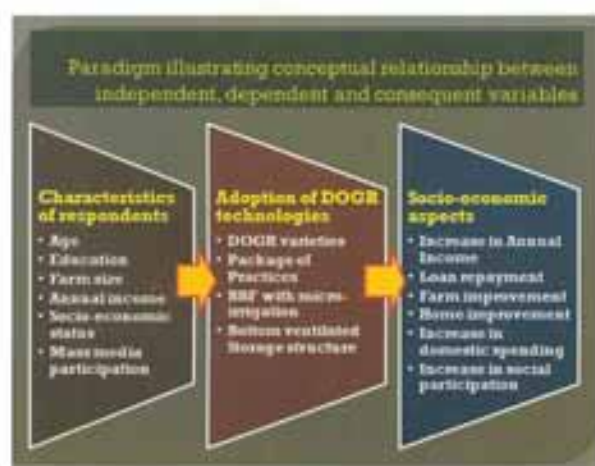 Paradigm illustrating conceptual relationship between
independent, dependent and consequent variables
Characteristics
of respondents
• Age
• Education
• Farm size
• Annual income
• Socio-economic
status
• Mass media
participation
Adoption of DOGR
technologies
• DOGR varieties
• Package of
Practices
• BBF with micro-
irrigation
• Bottom ventilated
Storage structure
Socio-economic
aspects
• Increase in Annual
Income
• Loan repayment
• Farm improvement
• Home improvement
• Increase in
domestic spending
• Increase in social
participation